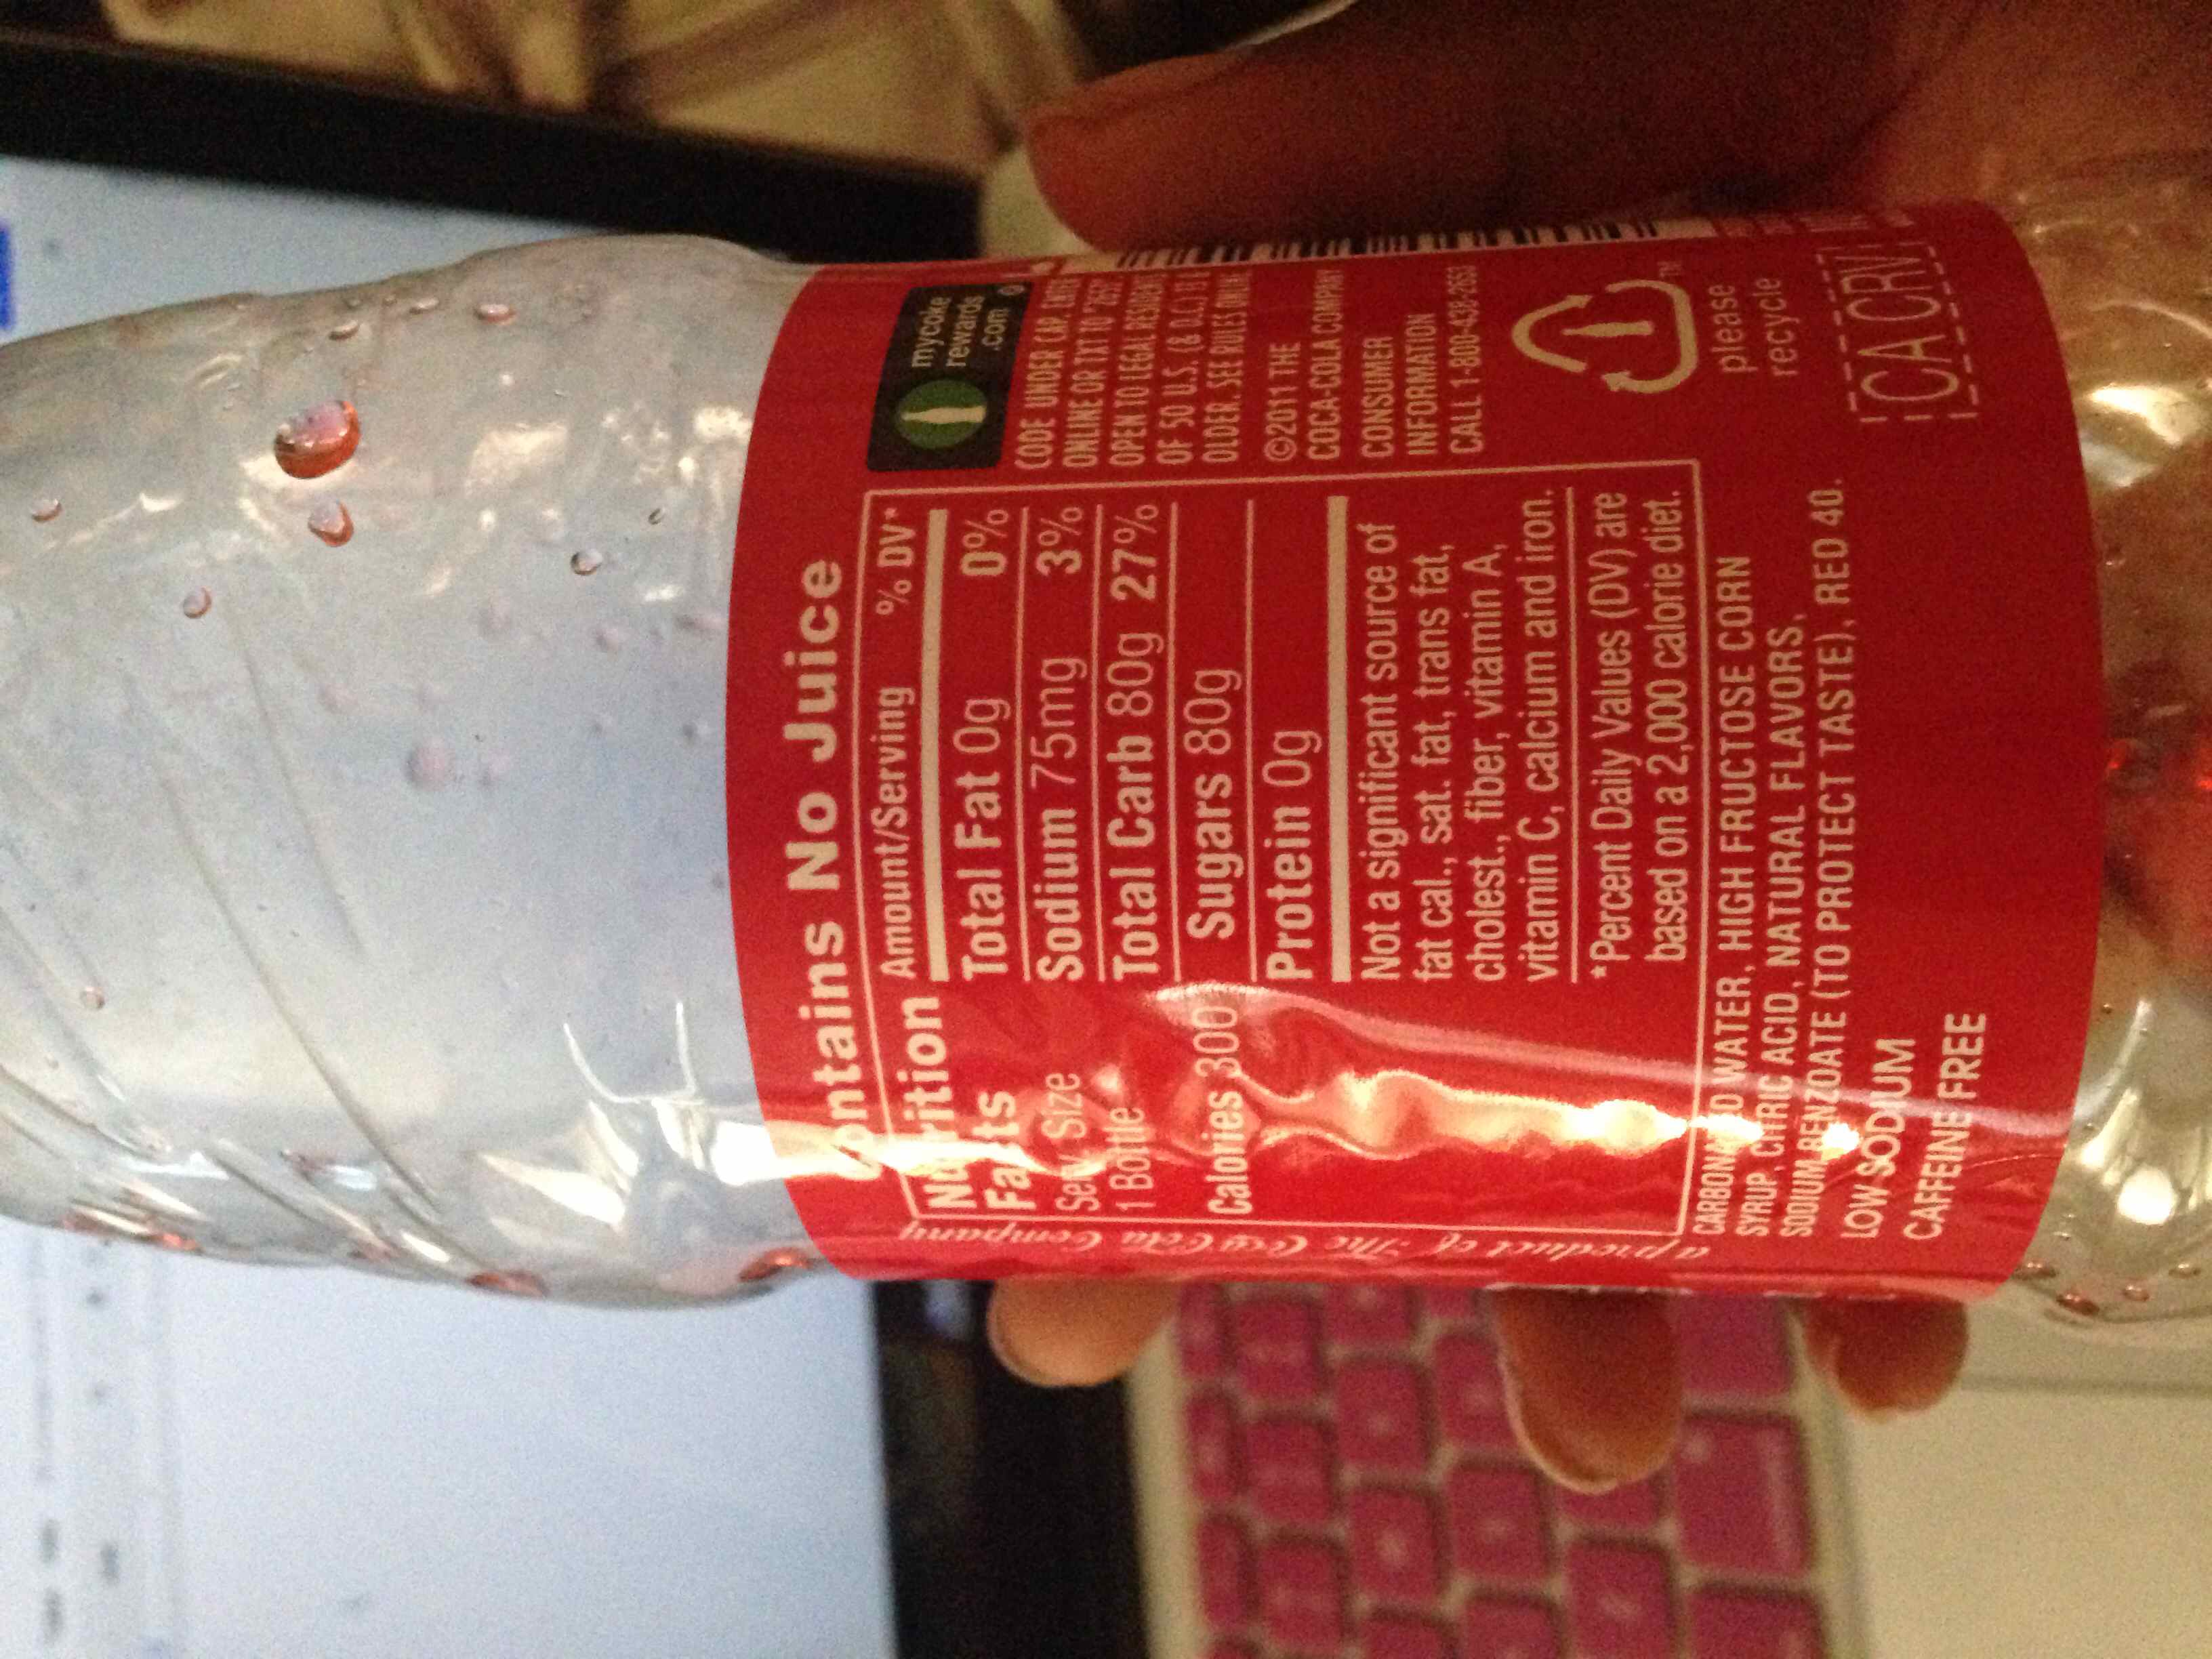 Contains No Juice
Nutrition
Facts
Serv. Size
1 Bottle
Calories 300
Amount/Serving % DV*
Total Fat 0g 0%
Sodium 75mg 3%
Total Carb 80g 27%
Sugars 80g
Protein 0g
Not a significant source of
fat cal., sat. fat, trans fat,
cholest., fiber, vitamin A,
vitamin C, calcium and iron.
*Percent Daily Values (DV) are
based on a 2,000 calorie diet.
CARBONATED WATER, HIGH FRUCTOSE CORN
SYRUP, CITRIC ACID, NATURAL FLAVORS,
SODIUM BENZOATE (TO PROTECT TASTE), RED 40.
LOW SODIUM
CAFFEINE FREE
a product of The Coca-Cola Company
mycoke
rewards
.com
CODE UNDER CAP. ENTER
ONLINE OR TXT TO "2653"
OPEN TO LEGAL RESIDENTS
OF 50 U.S. (& D.C.)
OLDER. SEE RULES ONLINE
©2011 THE
COCA-COLA COMPANY
CONSUMER
INFORMATION
CALL 1-800-438-2653
TM
please
recycle
CA CRV